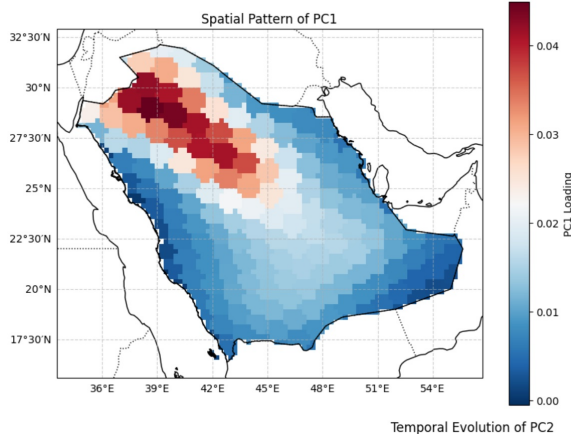 Spatial Pattern of PC1
32°30'N
30°N
27°30'N
25°N
22°30'N
20°N
17°30'N
36°E 39°E 42°E 45°E 48°E 51°E 54°E
0.04
0.03
0.02
0.01
0.00
PC1 Loading
Temporal Evolution of PC2